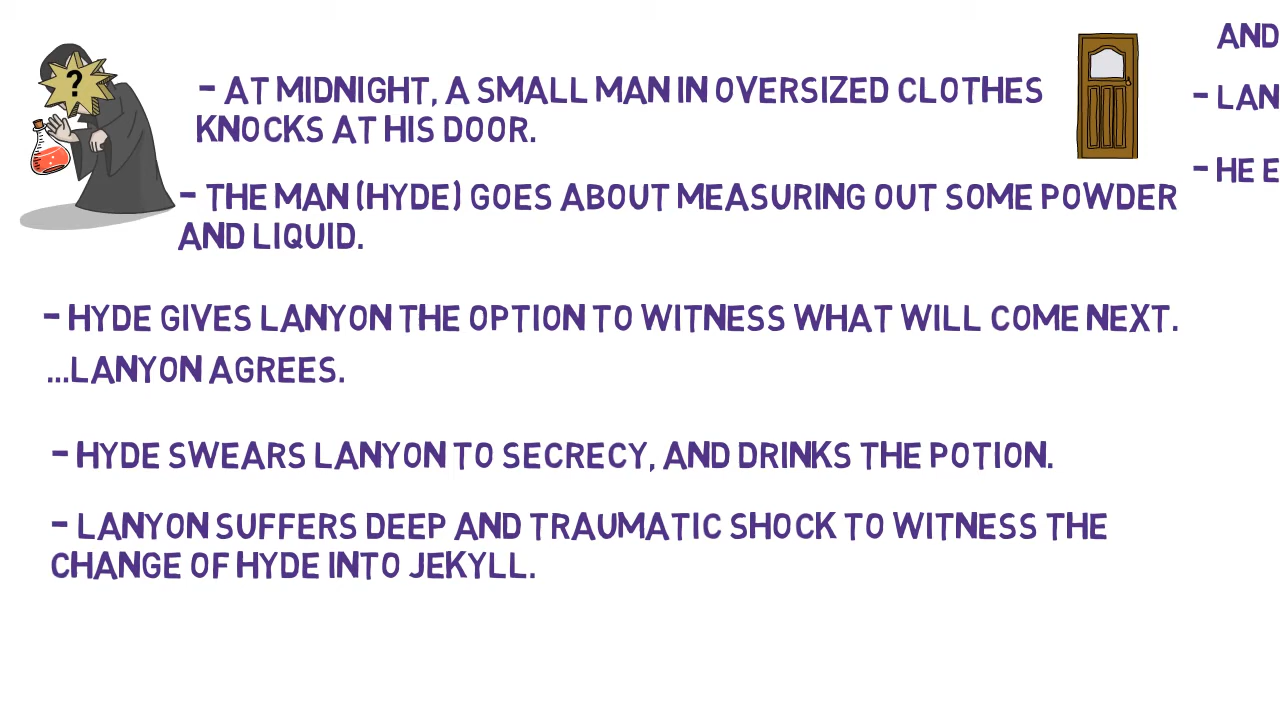 ?
- AT MIDNIGHT, A SMALL MAN IN OVERSIZED CLOTHES
KNOCKS AT HIS DOOR.
- THE MAN (HYDE) GOES ABOUT MEASURING OUT SOME POWDER
AND LIQUID.
- HYDE GIVES LANYON THE OPTION TO WITNESS WHAT WILL COME NEXT.
...LANYON AGREES.
- HYDE SWEARS LANYON TO SECRECY, AND DRINKS THE POTION.
- LANYON SUFFERS DEEP AND TRAUMATIC SHOCK TO WITNESS THE
CHANGE OF HYDE INTO JEKYLL.
AND
- LAN
- HE E